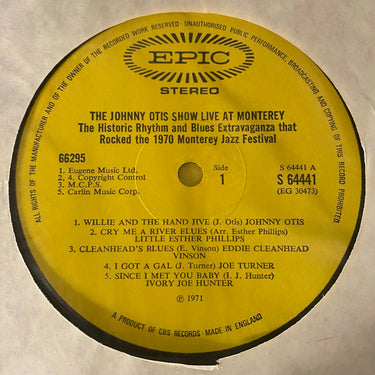 ALL RIGHTS OF THE MANUFACTURER AND OF THE OWNER OF THE RECORDED WORK RESERVED UNAUTHORISED PUBLIC PERFORMANCE, BROADCASTING AND COPYING OF THIS RECORD PROHIBITED
EPIC
STEREO
THE JOHNNY OTIS SHOW LIVE AT MONTEREY
The Historic Rhythm and Blues Extravaganza that
Rocked the 1970 Monterey Jazz Festival
66295
1. Eugene Music Ltd.
2. 4. Copyright Control
3. M.C.P.S.
5. Carlin Music Corp.
Side
1
S 64441 A
S 64441
(EG 30473)
1. WILLIE AND THE HAND JIVE (J. Otis) JOHNNY OTIS
2. CRY ME A RIVER BLUES (Arr. Esther Phillips)
LITTLE ESTHER PHILLIPS
3. CLEANHEAD'S BLUES (E. Vinson) EDDIE CLEANHEAD
VINSON
4. I GOT A GAL (J. Turner) JOE TURNER
5. SINCE I MET YOU BABY (I. J. Hunter)
IVORY JOE HUNTER
℗ 1971
A PRODUCT OF CBS RECORDS · MADE IN ENGLAND